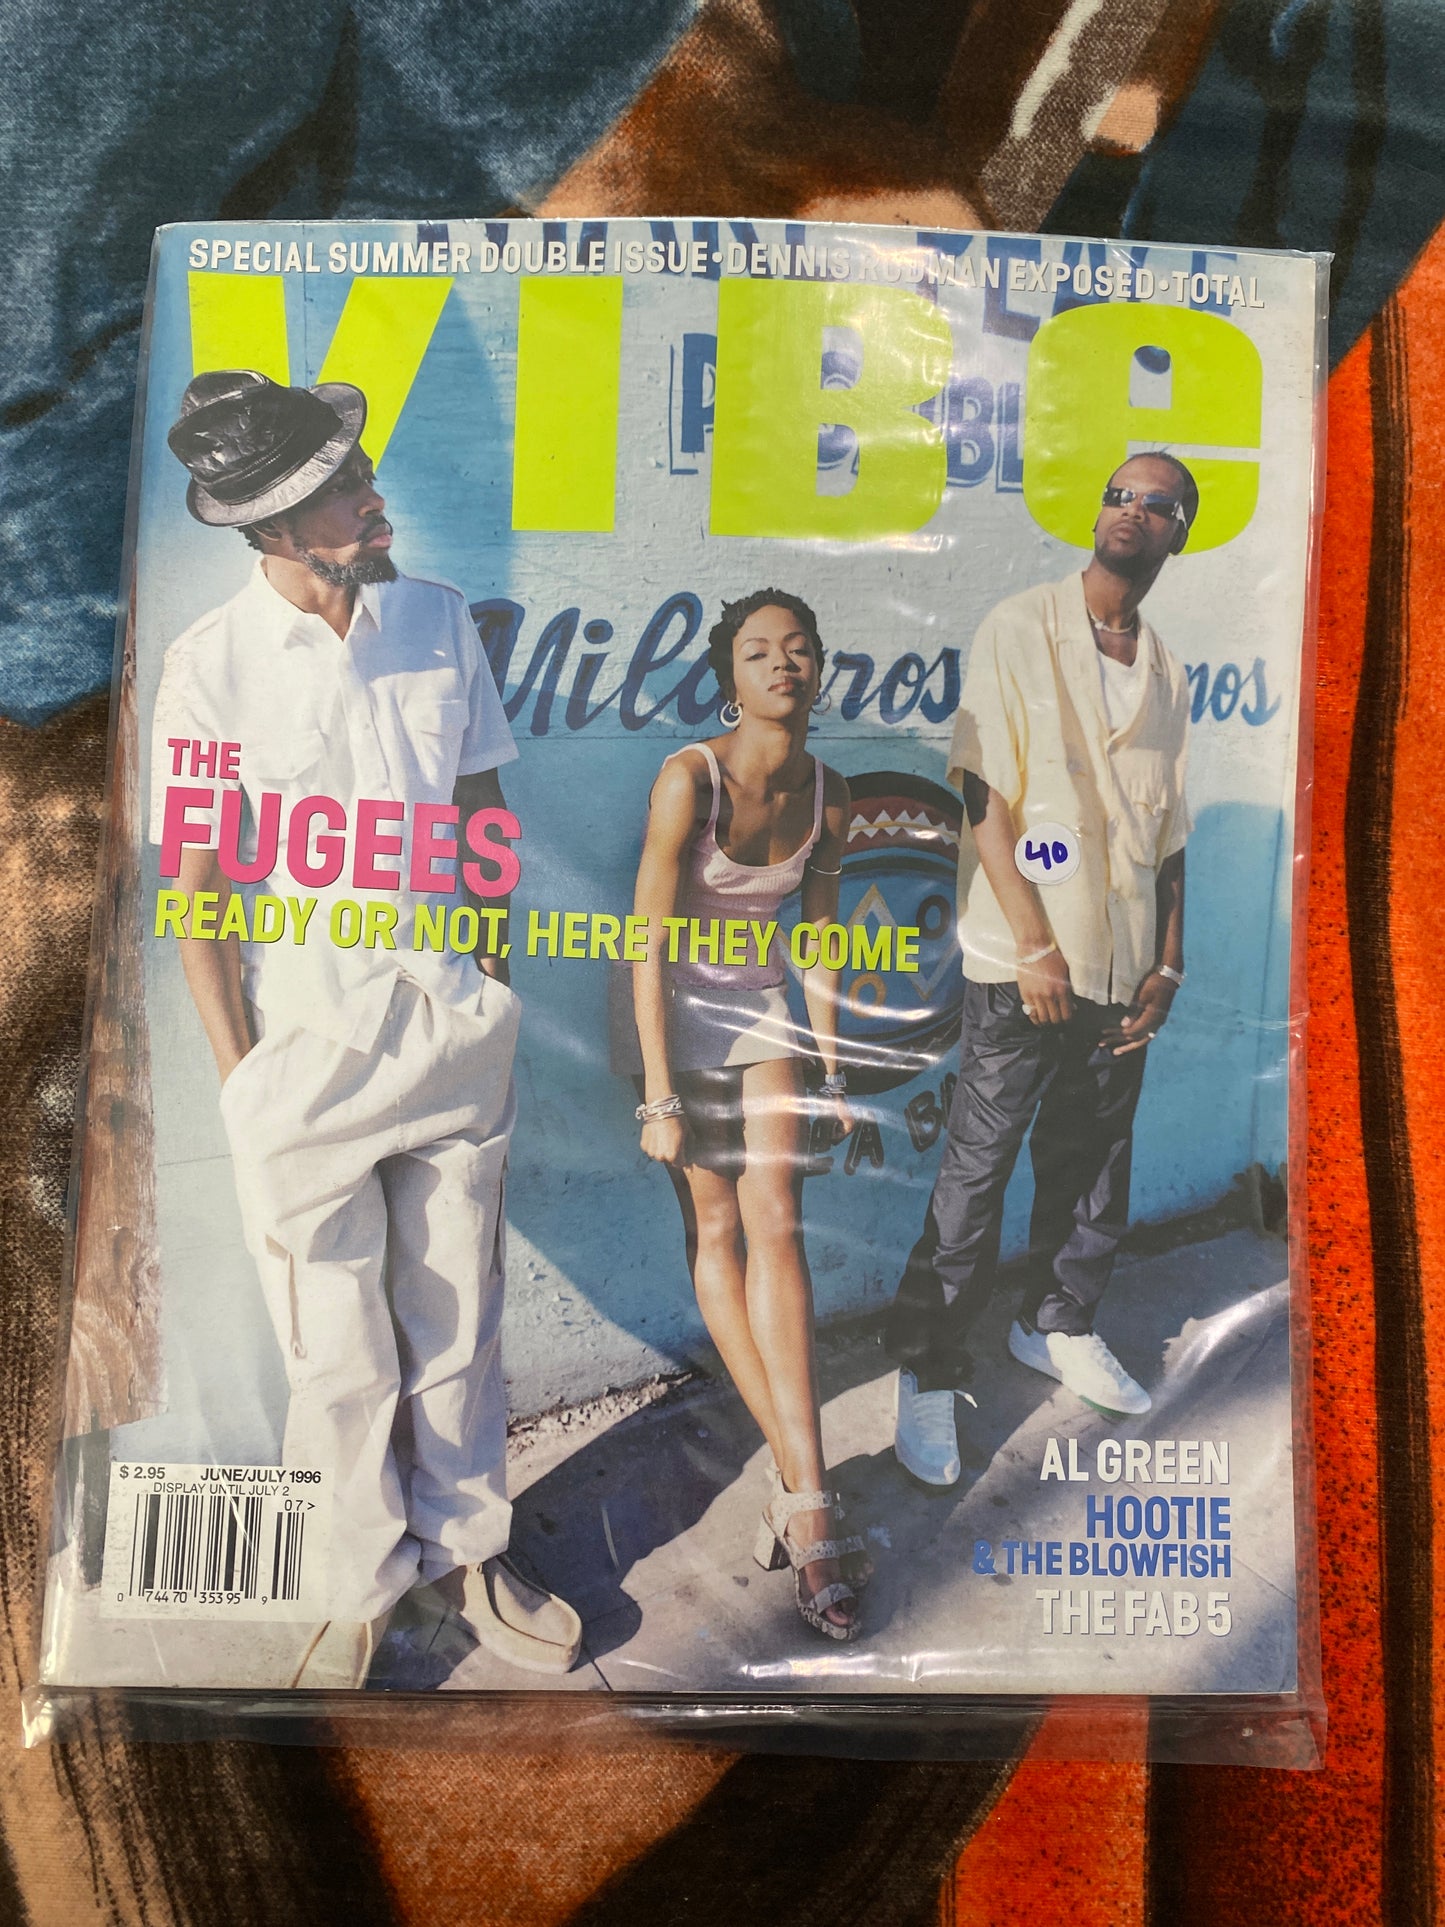 SPECIAL SUMMER DOUBLE ISSUE • DENNIS RODMAN EXPOSED • TOTAL
VIBe
Milagros
THE
FUGEES
READY OR NOT, HERE THEY COME
40
AL GREEN
HOOTIE
& THE BLOWFISH
THE FAB 5
$ 2.95 JUNE/JULY 1996
DISPLAY UNTIL JULY 2
07>
0 74470 35395 9